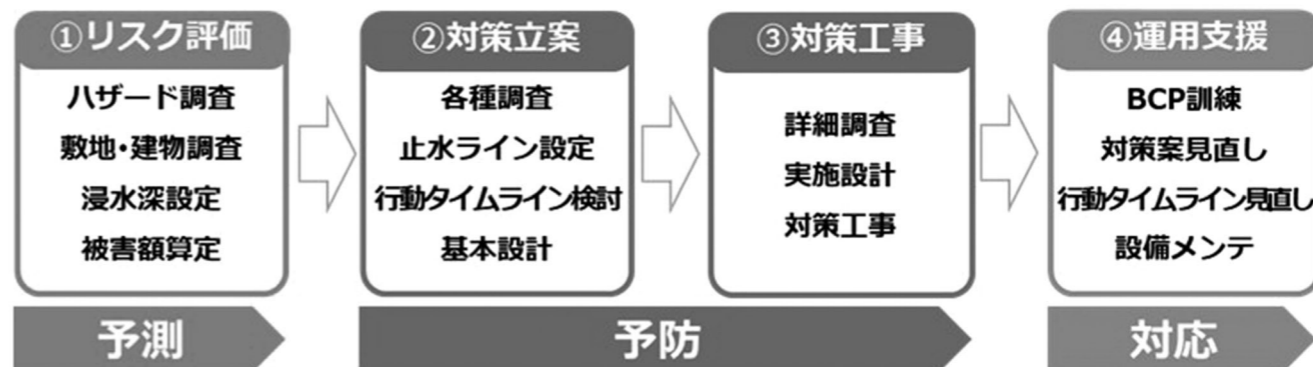 ①リスク評価
ハザード調査
敷地・建物調査
浸水深設定
被害額算定
②対策立案
各種調査
止水ライン設定
行動タイムライン検討
基本設計
③対策工事
詳細調査
実施設計
対策工事
④運用支援
BCP訓練
対策案見直し
行動タイムライン見直し
設備メンテ
予測
予防
対応